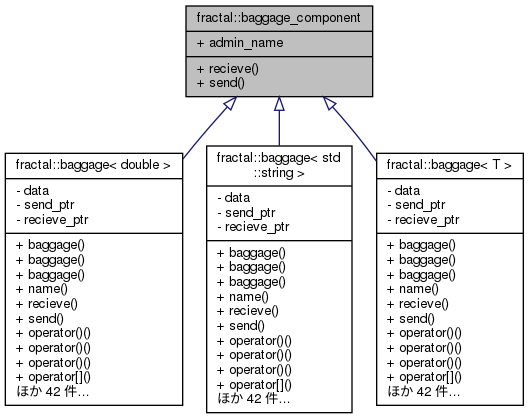 fractal::baggage_component
+ admin_name
+ recieve()
+ send()
fractal::baggage< double >
- data
- send_ptr
- recieve_ptr
+ baggage()
+ baggage()
+ baggage()
+ name()
+ recieve()
+ send()
+ operator()()
+ operator()()
+ operator()()
+ operator[]()
ほか 42 件...
fractal::baggage< std
::string >
- data
- send_ptr
- recieve_ptr
+ baggage()
+ baggage()
+ baggage()
+ name()
+ recieve()
+ send()
+ operator()()
+ operator()()
+ operator()()
+ operator[]()
ほか 42 件...
fractal::baggage< T >
- data
- send_ptr
- recieve_ptr
+ baggage()
+ baggage()
+ baggage()
+ name()
+ recieve()
+ send()
+ operator()()
+ operator()()
+ operator()()
+ operator[]()
ほか 42 件...